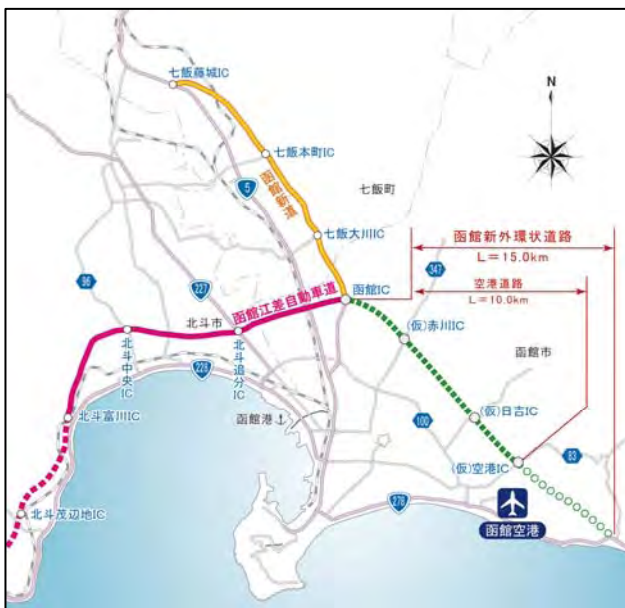 七飯藤城IC
N
七飯本町IC
5
函館新道
七飯町
七飯大川IC
函館新外環状道路
L=15.0km
347
空港道路
L=10.0km
函館IC
96
227
函館江差自動車道
(仮)赤川IC
北斗市
函館市
北斗中央IC
北斗追分IC
228
北斗富川IC
函館港
100
(仮)日吉IC
83
(仮)空港IC
278
北斗茂辺地IC
函館空港